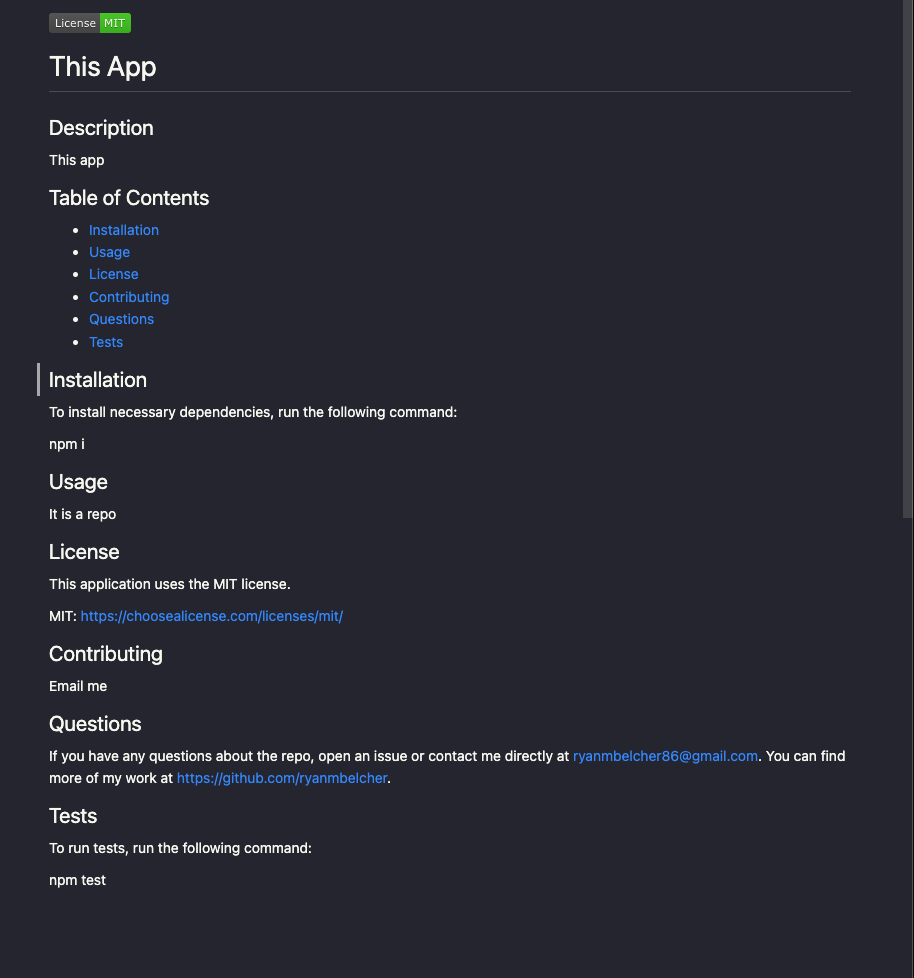 License MIT
This App
Description
This app
Table of Contents
Installation
Usage
License
Contributing
Questions
Tests
Installation
To install necessary dependencies, run the following command:
npm i
Usage
It is a repo
License
This application uses the MIT license.
MIT: https://choosealicense.com/licenses/mit/
Contributing
Email me
Questions
If you have any questions about the repo, open an issue or contact me directly at ryanmbelcher86@gmail.com. You can find
more of my work at https://github.com/ryanmbelcher.
Tests
To run tests, run the following command:
npm test